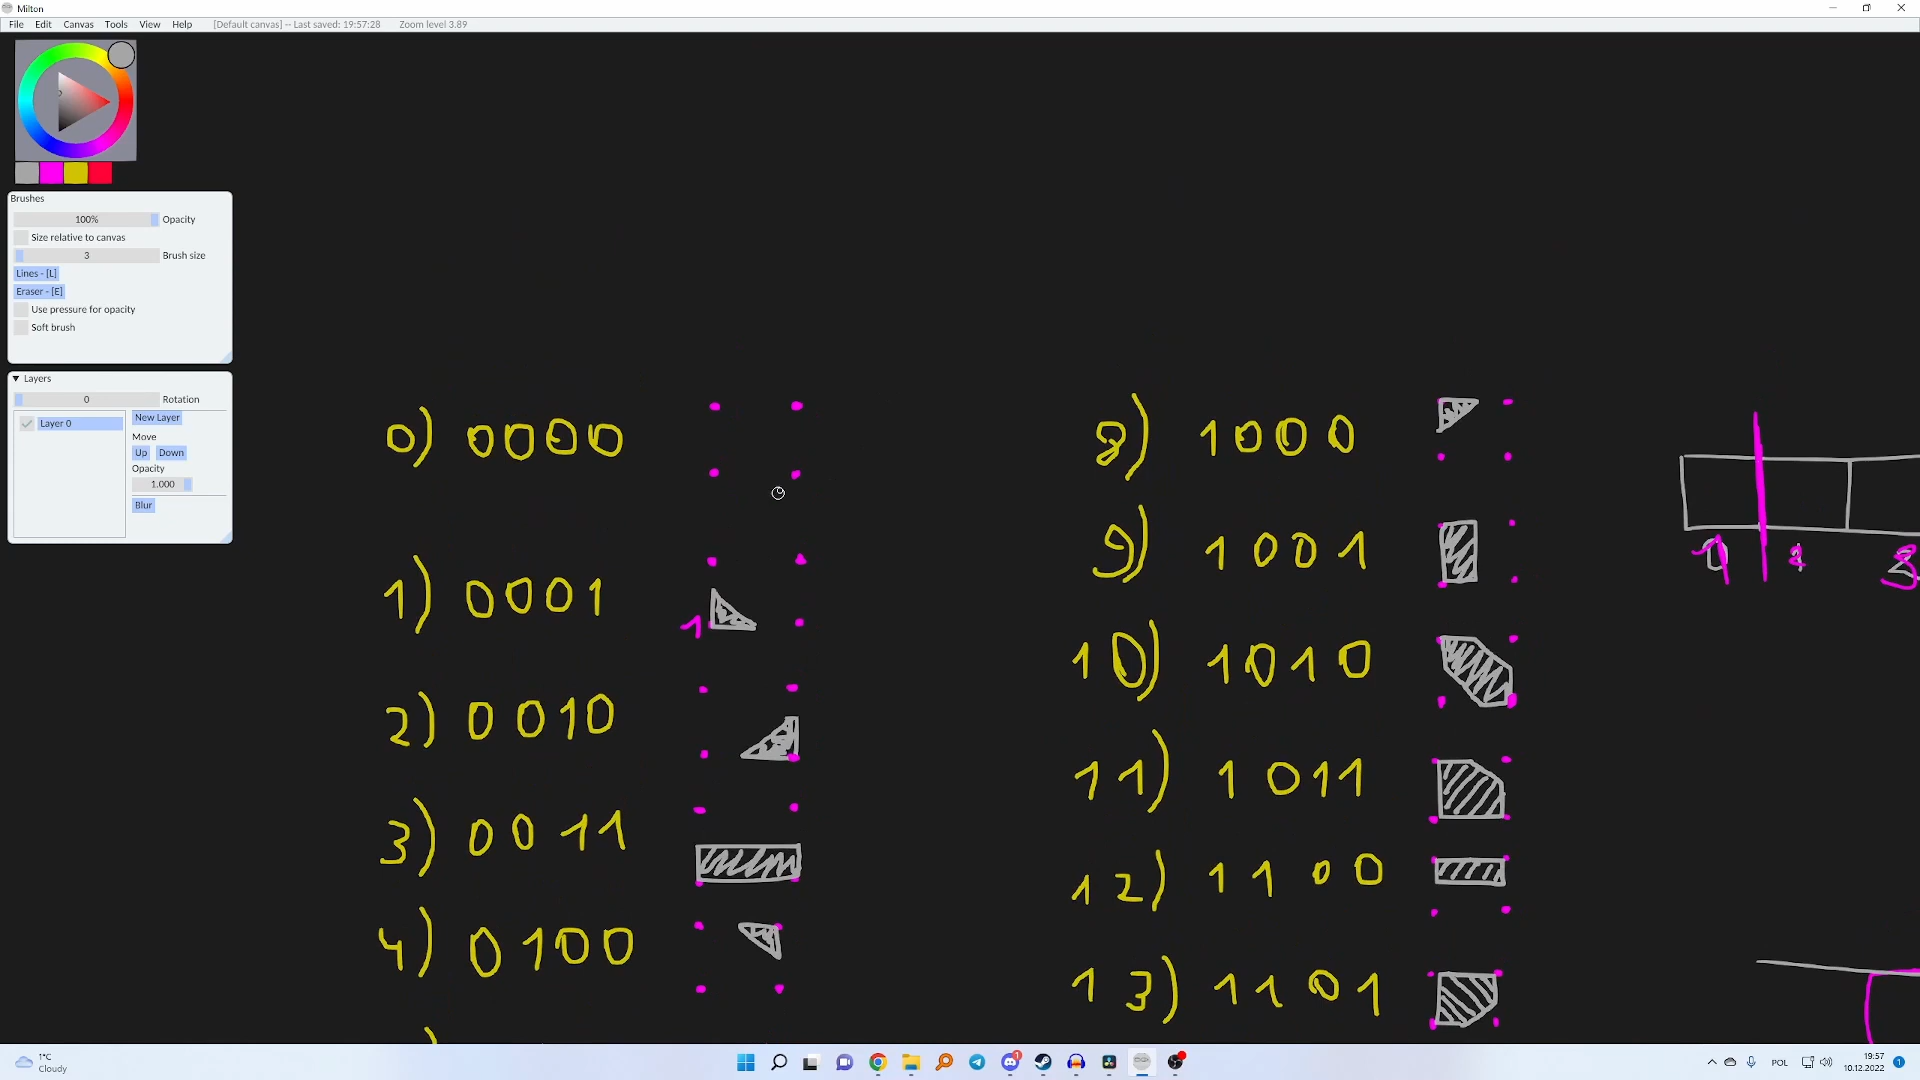 Milton
File Edit Canvas Tools View Help [Default canvas] -- Last saved: 19:57:28 Zoom level 3.89
Brushes
100% Opacity
Size relative to canvas
3 Brush size
Lines - [L]
Eraser - [E]
Use pressure for opacity
Soft brush
Layers
0 Rotation
Layer 0
New Layer
Move
Up Down
Opacity
1.000
Blur
0) 0000
1) 0001
1
2) 0010
3) 0011
4) 0100
8) 1000
9) 1001
10) 1010
11) 1011
12) 1100
13) 1101
1°C
Cloudy
1
POL
19:57
10.12.2022
1